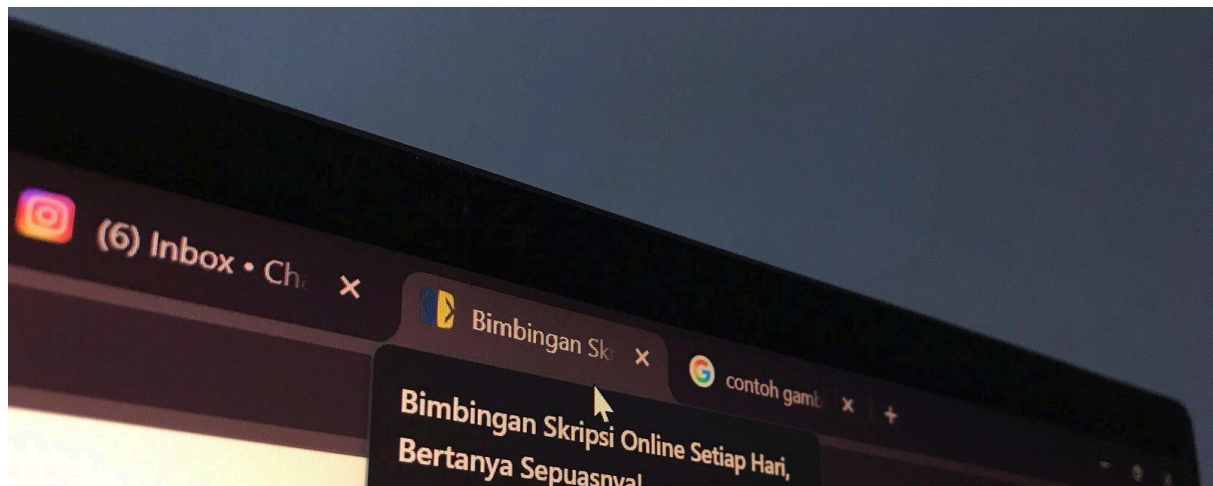 (6) Inbox • Ch
Bimbingan Sk
contoh gamb
Bimbingan Skripsi Online Setiap Hari,
Bertanya Sepuasnya!